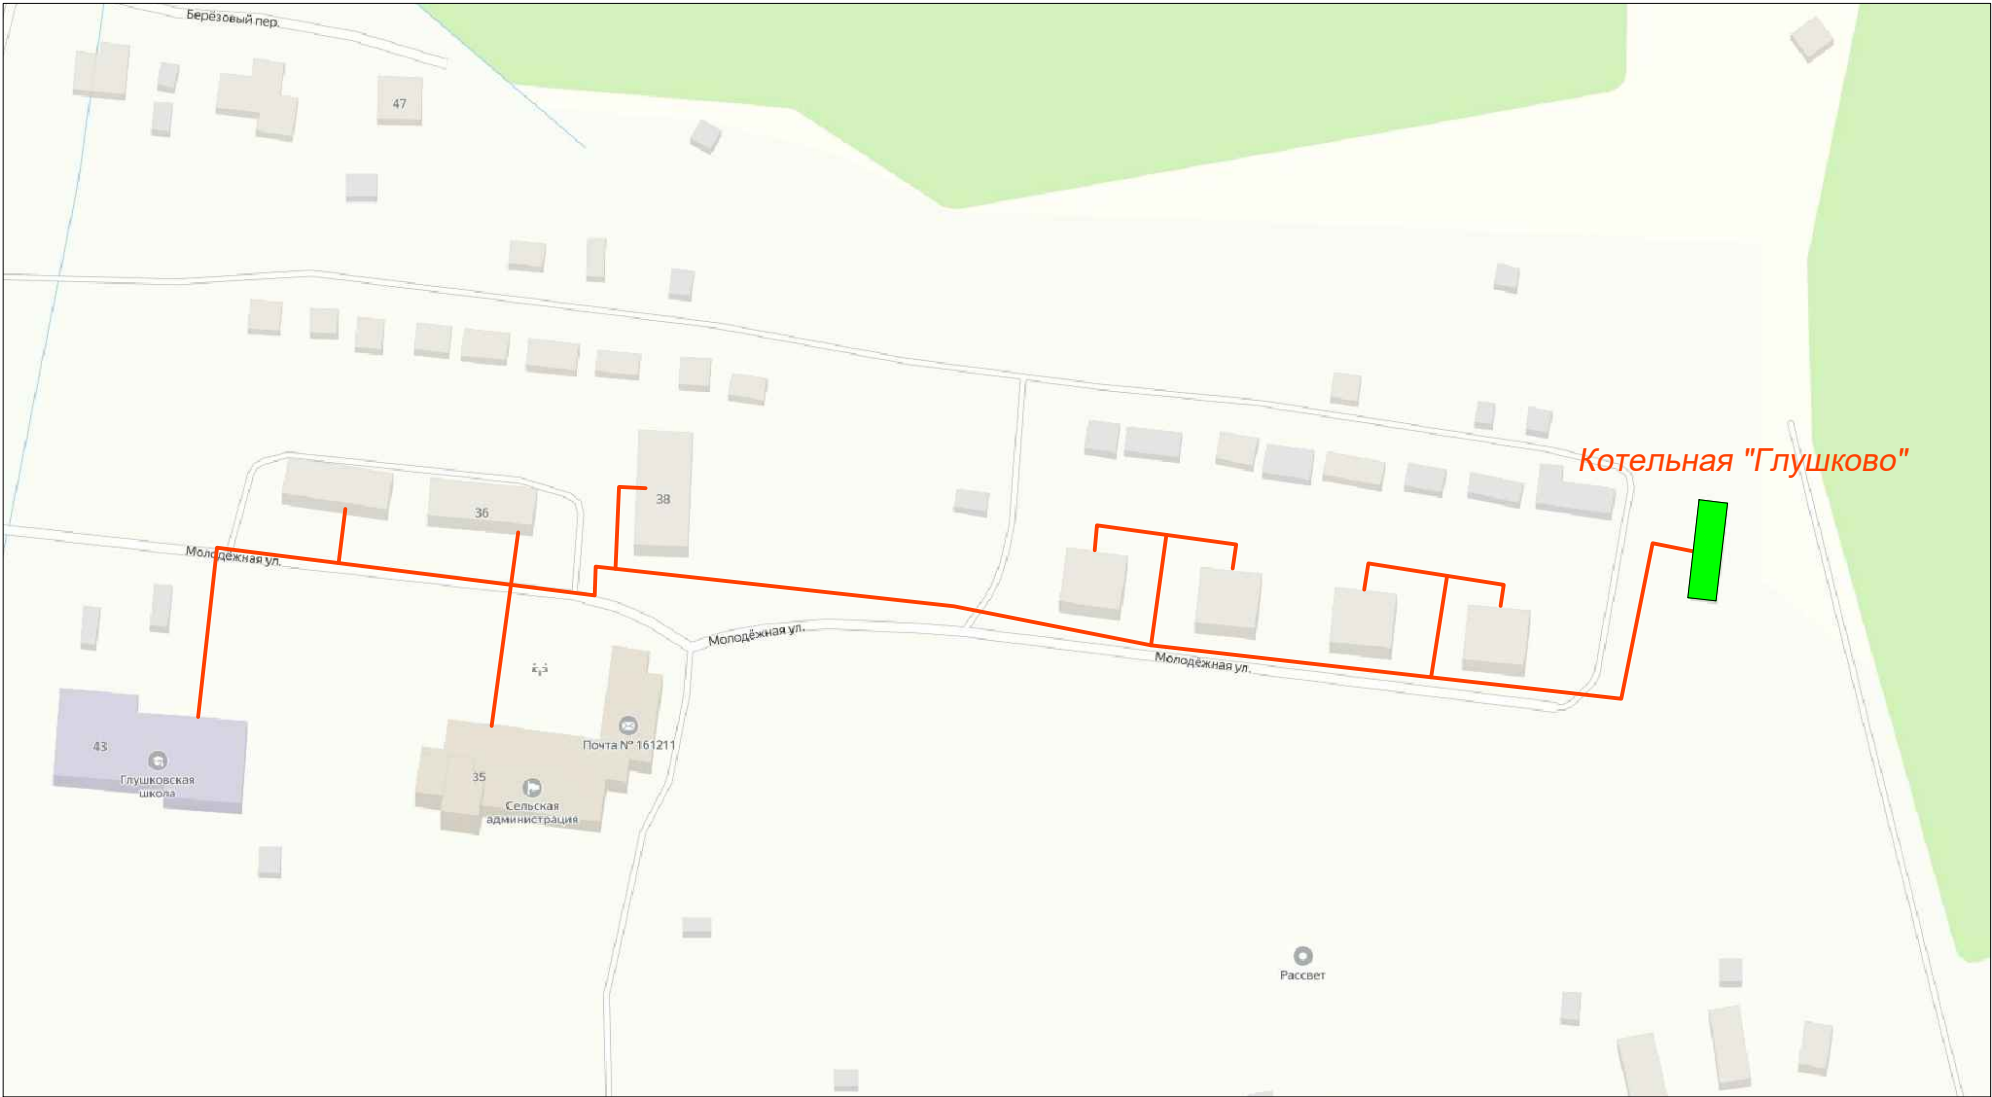 Берёзовый пер.
47
Котельная "Глушково"
38
36
Молодёжная ул.
Молодёжная ул.
Молодёжная ул.
Почта № 161211
43
Глушковская
школа
35
Сельская
администрация
Рассвет